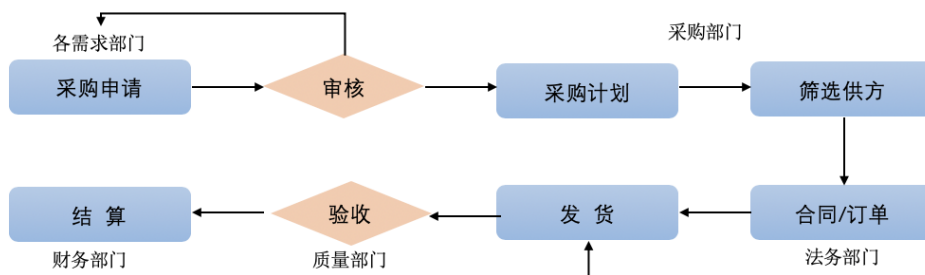 各需求部门
采购部门
采购申请
审核
采购计划
筛选供方
结 算
验收
发 货
合同/订单
财务部门
质量部门
法务部门